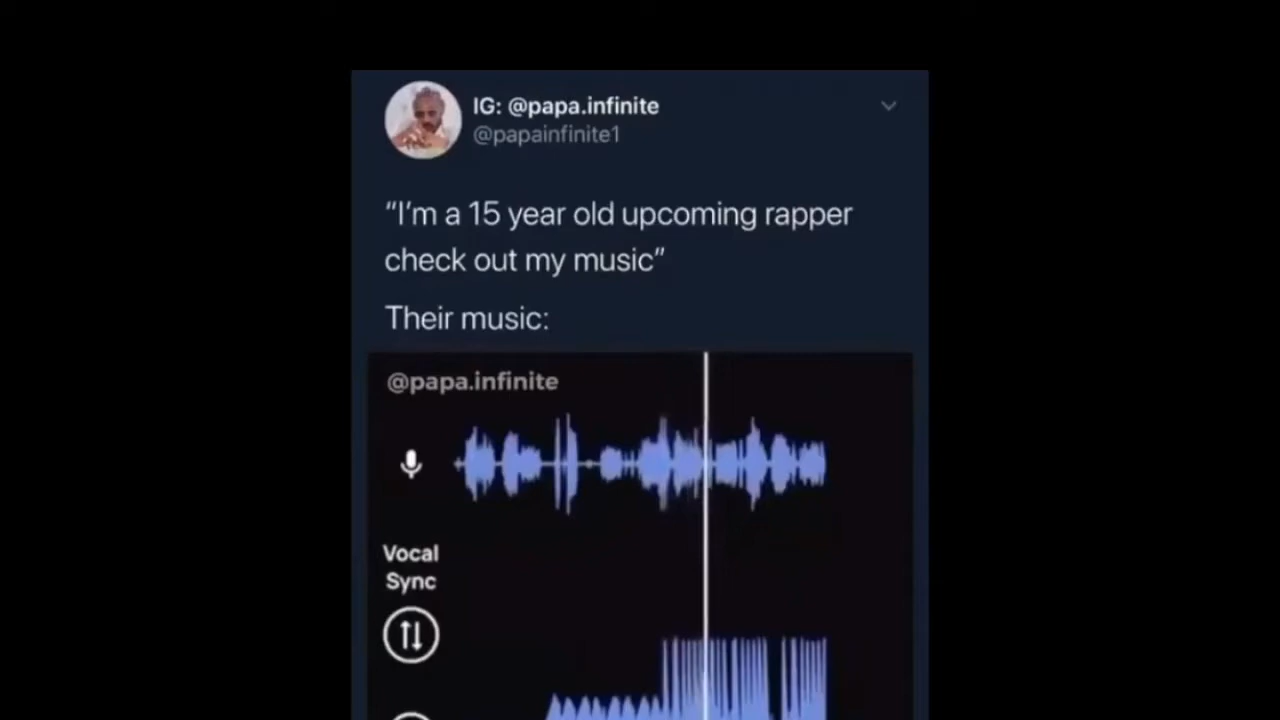 IG: @papa.infinite
@papainfinite1
“I’m a 15 year old upcoming rapper
check out my music”
Their music:
@papa.infinite
Vocal
Sync